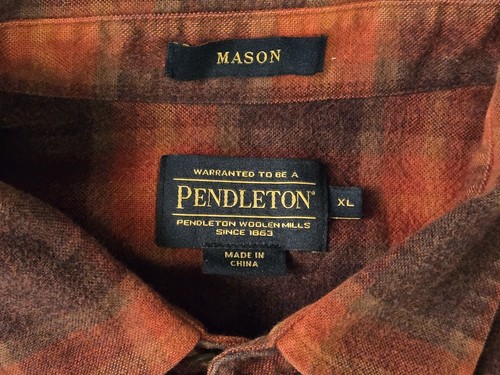 MASON
WARRANTED TO BE A
PENDLETON®
XL
PENDLETON WOOLEN MILLS
SINCE 1863
MADE IN
CHINA